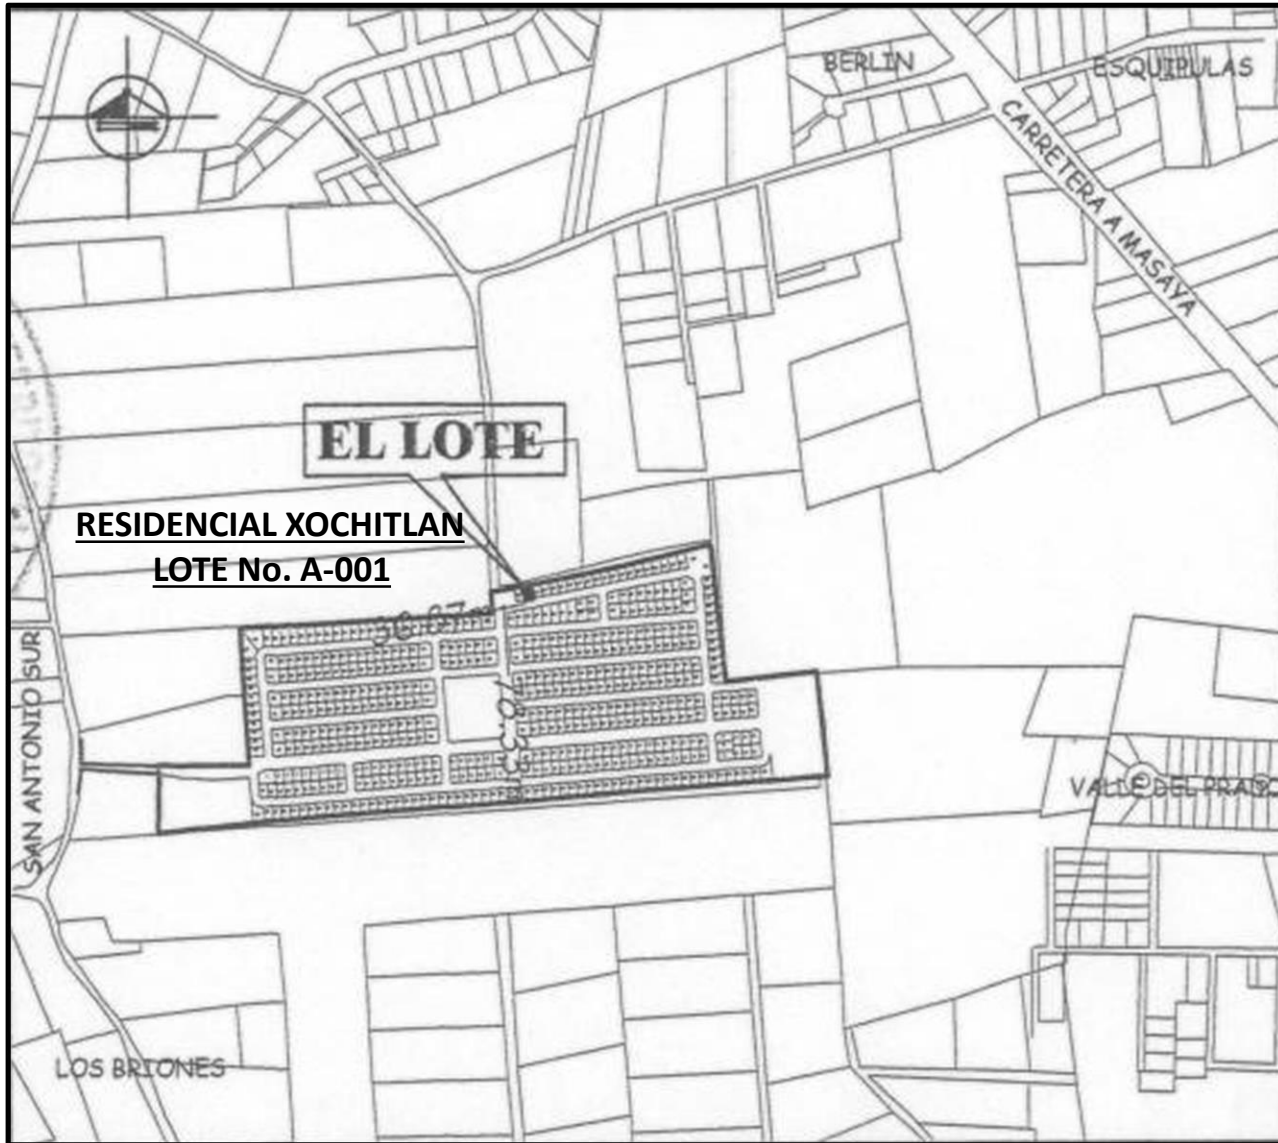 BERLIN
ESQUIPULAS
CARRETERA A MASAYA
EL LOTE
RESIDENCIAL XOCHITLAN
LOTE No. A-001
SAN ANTONIO SUR
VALLE DEL PRADO
LOS BRIONES